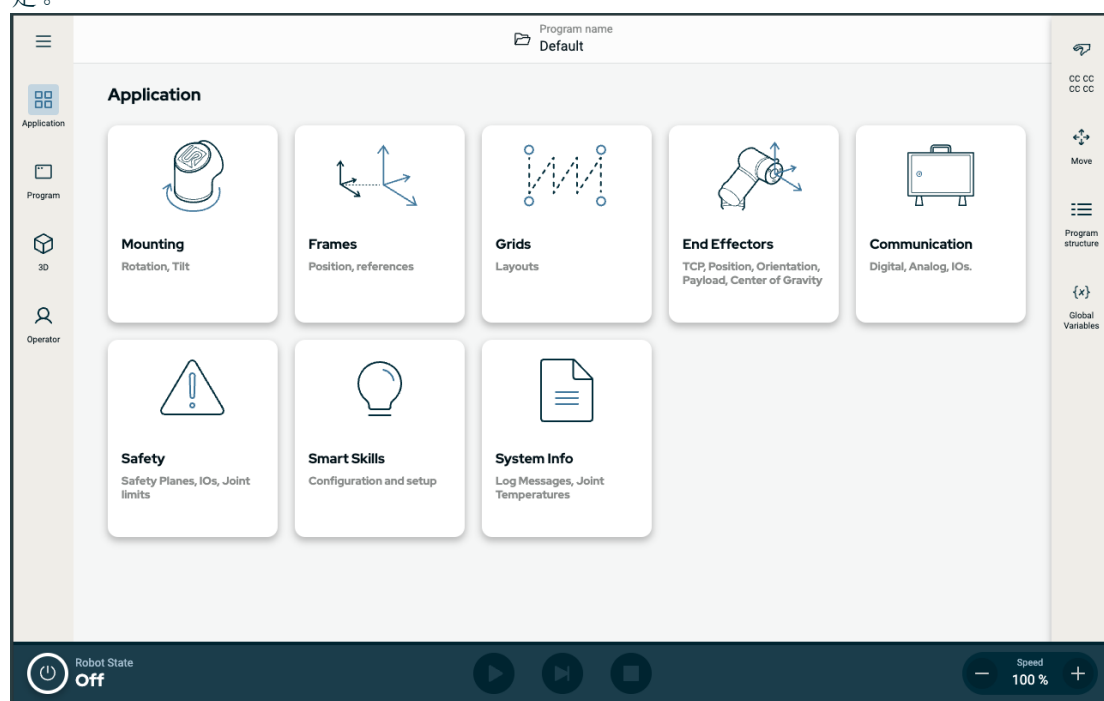 定。
Program name
Default
Application
Application
Program
3D
Operator
Mounting
Rotation, Tilt
Frames
Position, references
Grids
Layouts
End Effectors
TCP, Position, Orientation,
Payload, Center of Gravity
Communication
Digital, Analog, IOs.
Safety
Safety Planes, IOs, Joint
limits
Smart Skills
Configuration and setup
System Info
Log Messages, Joint
Temperatures
CC CC
CC CC
Move
Program
structure
{x}
Global
Variables
Robot State
Off
Speed
100 %